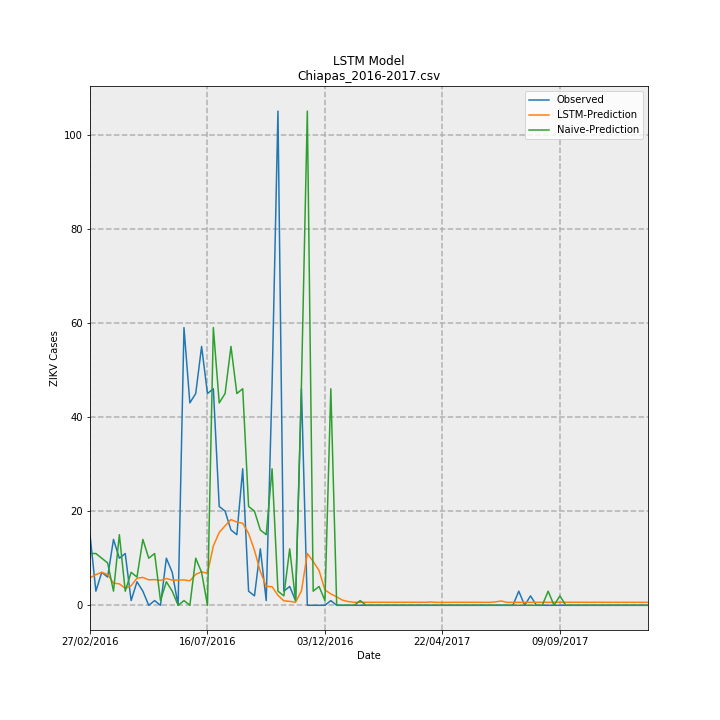 LSTM Model
Chiapas_2016-2017.csv
Observed
LSTM-Prediction
Naive-Prediction
100
80
60
40
20
0
ZIKV Cases
27/02/2016 16/07/2016 03/12/2016 22/04/2017 09/09/2017
Date